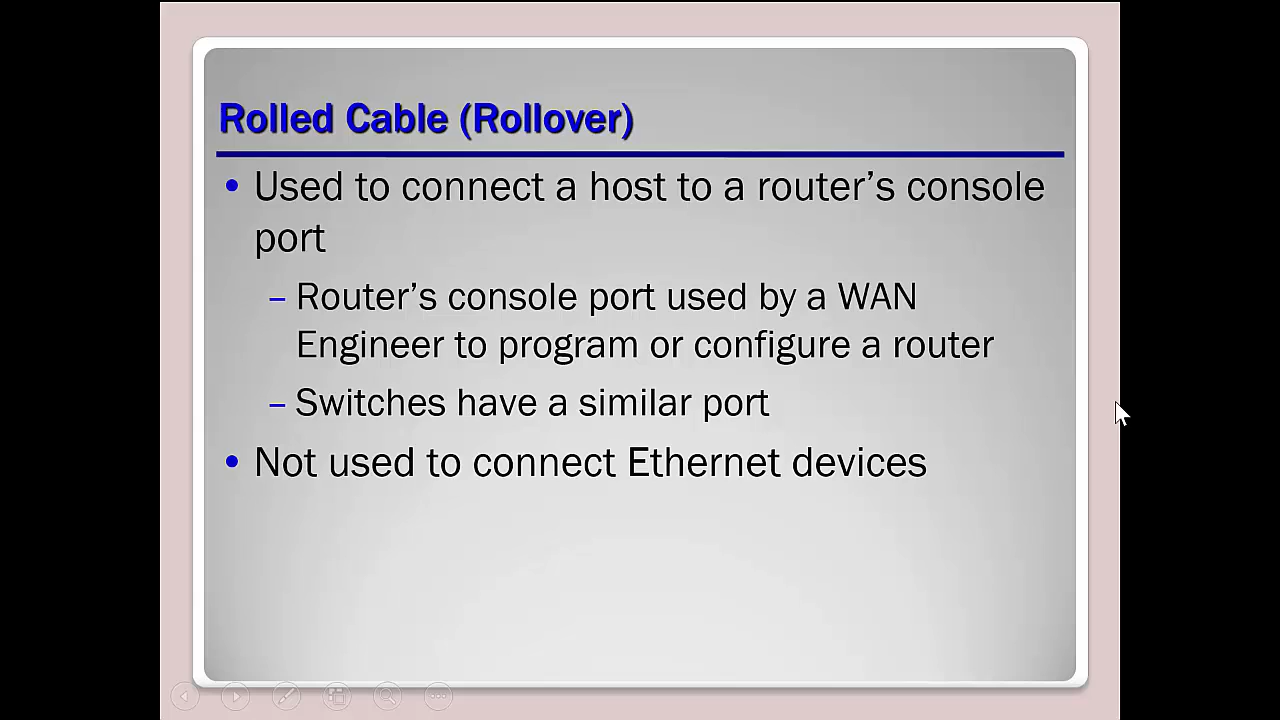 Rolled Cable (Rollover)
• Used to connect a host to a router’s console
port
– Router’s console port used by a WAN
Engineer to program or configure a router
– Switches have a similar port
• Not used to connect Ethernet devices